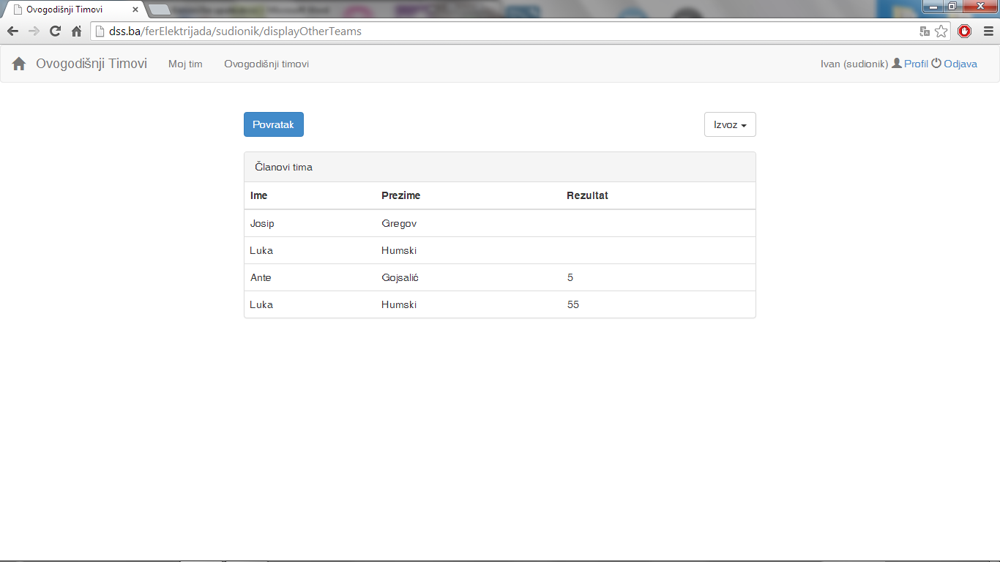 Ovogodišnji Timovi
dss.ba/ferElektrijada/sudionik/displayOtherTeams
Ovogodišnji Timovi Moj tim Ovogodišnji timovi Ivan (sudionik) Profil Odjava
Povratak Izvoz
Članovi tima
Ime Prezime Rezultat
Josip Gregov
Luka Humski
Ante Gojsalić 5
Luka Humski 55